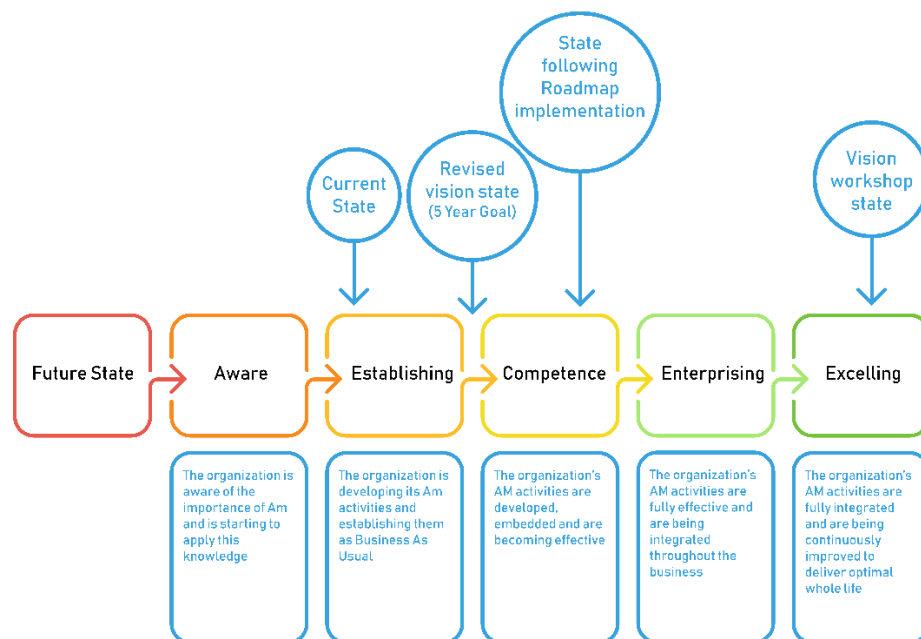 State
following
Roadmap
implementation
Current
State
Revised
vision state
(5 Year Goal)
Vision
workshop
state
Future State
Aware
Establishing
Competence
Enterprising
Excelling
The organization is
aware of the
importance of Am
and is starting to
apply this
knowledge
The organization is
developing its Am
activities and
establishing them
as Business As
Usual
The organization's
AM activities are
developed,
embedded and are
becoming effective
The organization's
AM activities are
fully effective and
are being
integrated
throughout the
business
The organization's
AM activities are
fully integrated
and are being
continuously
improved to
deliver optimal
whole life